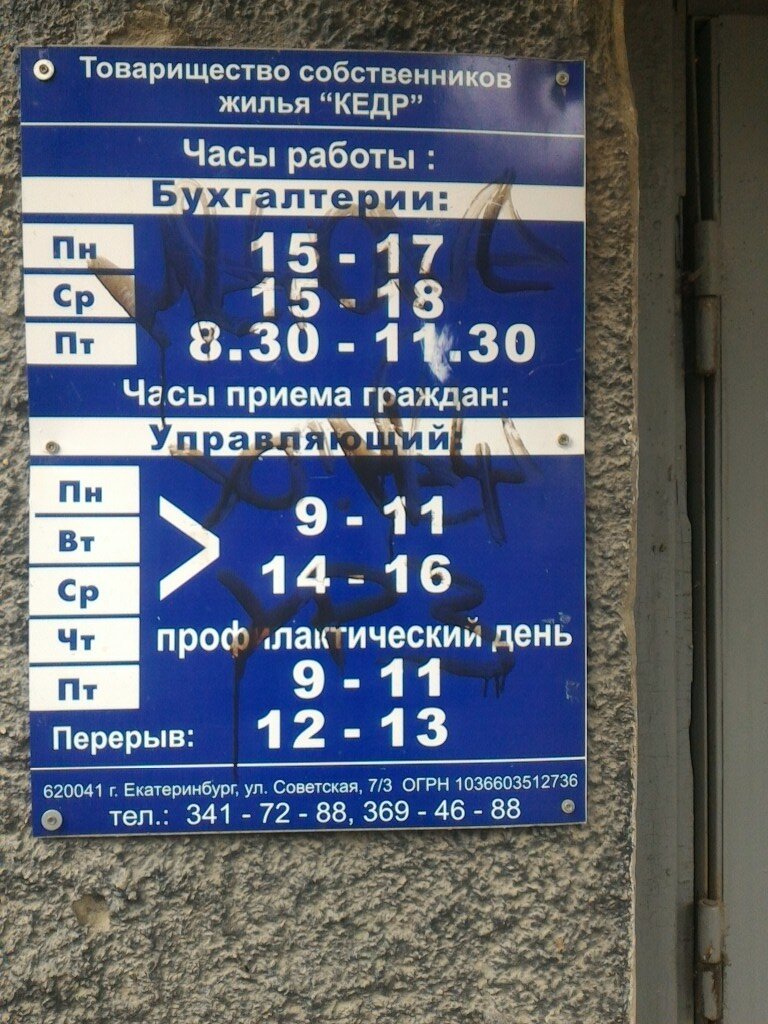 Товарищество собственников
жилья "КЕДР"
Часы работы :
Бухгалтерии:
Пн 15 - 17
Ср 15 - 18
Пт 8.30 - 11.30
Часы приема граждан:
Управляющий:
Пн
Вт > 9 - 11
Ср 14 - 16
Чт профилактический день
Пт 9 - 11
Перерыв: 12 - 13
620041 г. Екатеринбург, ул. Советская, 7/3 ОГРН 1036603512736
тел.: 341 - 72 - 88, 369 - 46 - 88